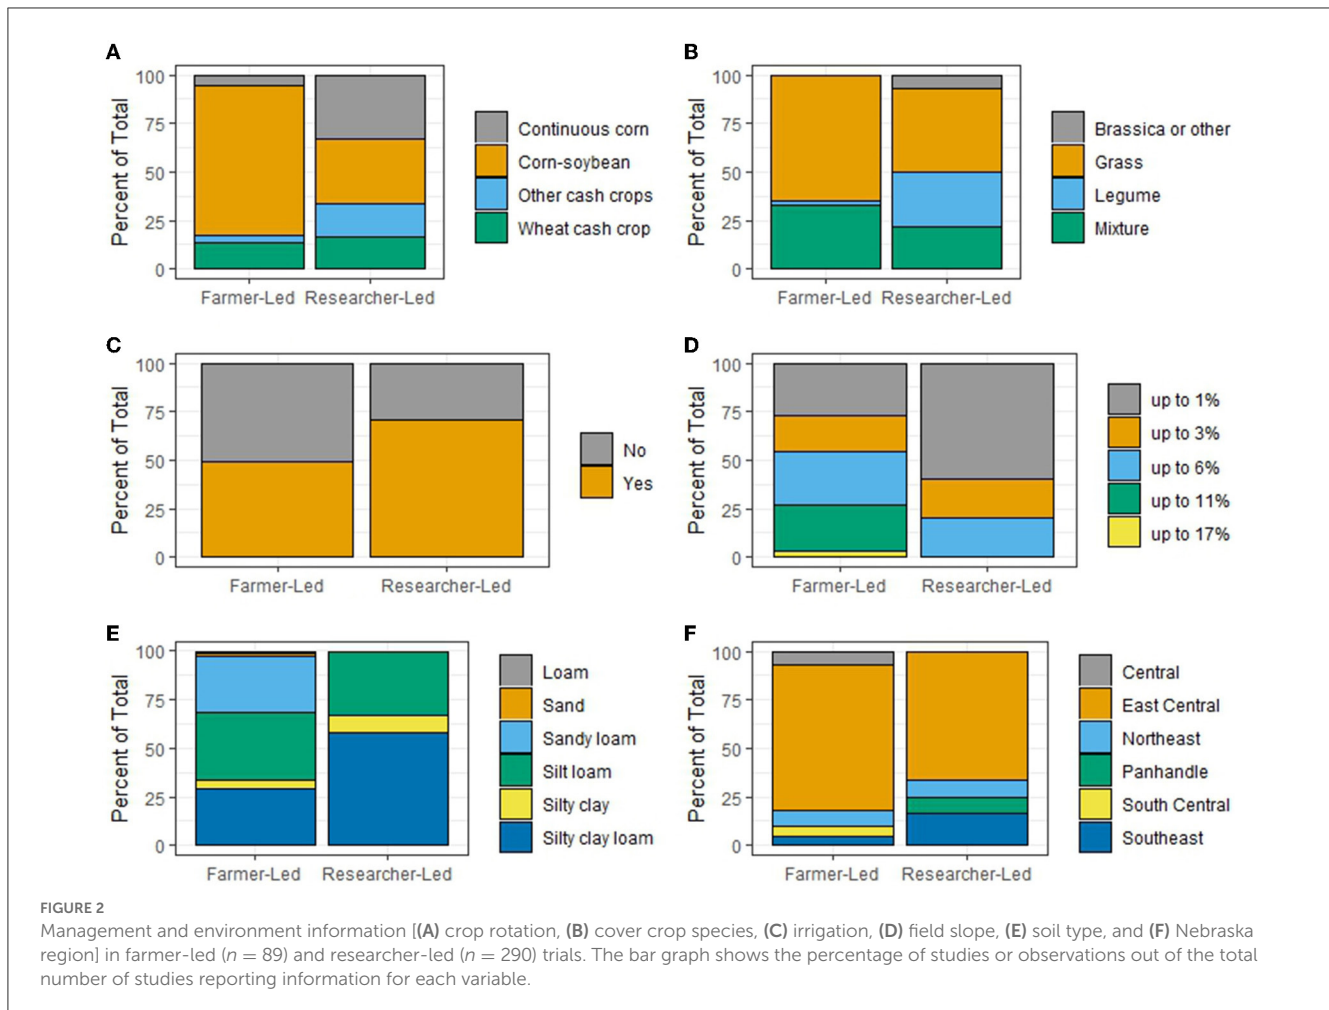 A
Percent of Total
100
75
50
25
0
Farmer-Led Researcher-Led
Continuous corn
Corn-soybean
Other cash crops
Wheat cash crop
B
Percent of Total
100
75
50
25
0
Farmer-Led Researcher-Led
Brassica or other
Grass
Legume
Mixture
C
Percent of Total
100
75
50
25
0
Farmer-Led Researcher-Led
No
Yes
D
Percent of Total
100
75
50
25
0
Farmer-Led Researcher-Led
up to 1%
up to 3%
up to 6%
up to 11%
up to 17%
E
Percent of Total
100
75
50
25
0
Farmer-Led Researcher-Led
Loam
Sand
Sandy loam
Silt loam
Silty clay
Silty clay loam
F
Percent of Total
100
75
50
25
0
Farmer-Led Researcher-Led
Central
East Central
Northeast
Panhandle
South Central
Southeast
FIGURE 2
Management and environment information [(A) crop rotation, (B) cover crop species, (C) irrigation, (D) field slope, (E) soil type, and (F) Nebraska
region] in farmer-led (n = 89) and researcher-led (n = 290) trials. The bar graph shows the percentage of studies or observations out of the total
number of studies reporting information for each variable.